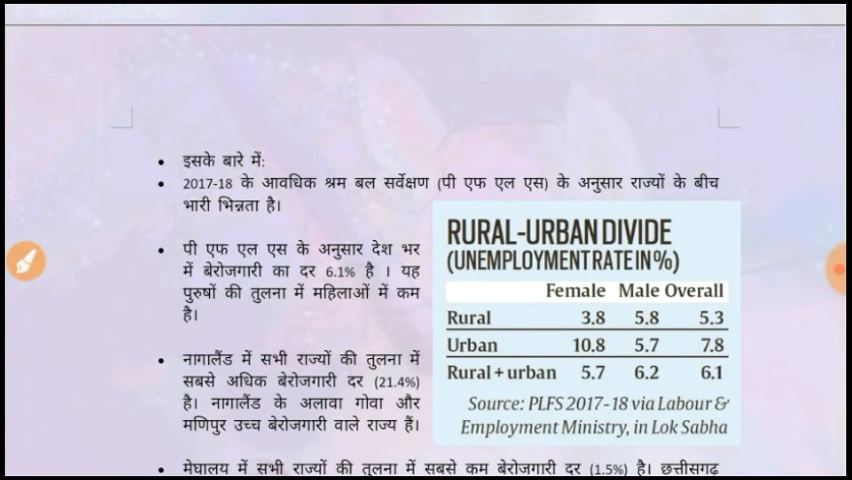 इसके बारे में:
2017-18 के आवधिक श्रम बल सर्वेक्षण (पी एफ एल एस) के अनुसार राज्यों के बीच
भारी भिन्नता है।
पी एफ एल एस के अनुसार देश भर
में बेरोजगारी का दर 6.1% है । यह
पुरुषों की तुलना में महिलाओं में कम
है।
नागालैंड में सभी राज्यों की तुलना में
सबसे अधिक बेरोजगारी दर (21.4%)
है। नागालैंड के अलावा गोवा और
मणिपुर उच्च बेरोजगारी वाले राज्य हैं।
RURAL-URBAN DIVIDE
(UNEMPLOYMENT RATE IN %)
Female Male Overall
Rural 3.8 5.8 5.3
Urban 10.8 5.7 7.8
Rural + urban 5.7 6.2 6.1
Source: PLFS 2017-18 via Labour &
Employment Ministry, in Lok Sabha
मेघालय में सभी राज्यों की तुलना में सबसे कम बेरोजगारी दर (1.5%) है। छत्तीसगढ़